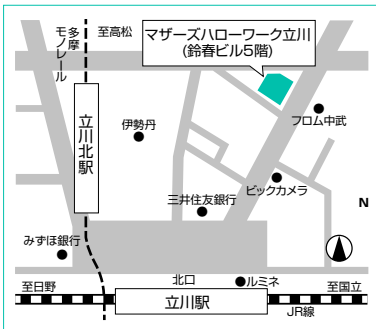 多摩
モノレール
至高松
マザーズハローワーク立川
(鈴春ビル5階)
フロム中武
伊勢丹
立川北駅
ビックカメラ
三井住友銀行
N
みずほ銀行
北口
ルミネ
至日野
立川駅
至国立
JR線